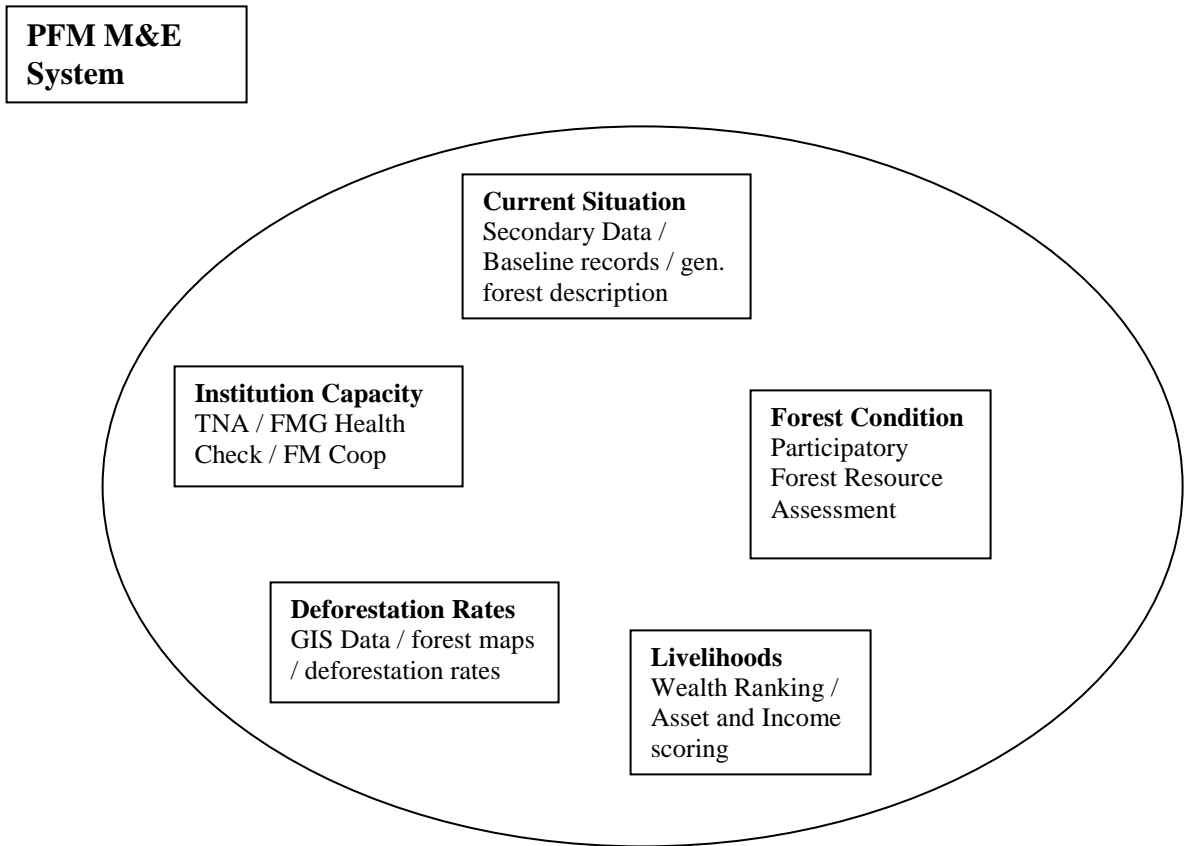 PFM M&E
System
Current Situation
Secondary Data /
Baseline records / gen.
forest description
Institution Capacity
TNA / FMG Health
Check / FM Coop
Forest Condition
Participatory
Forest Resource
Assessment
Deforestation Rates
GIS Data / forest maps
/ deforestation rates
Livelihoods
Wealth Ranking /
Asset and Income
scoring